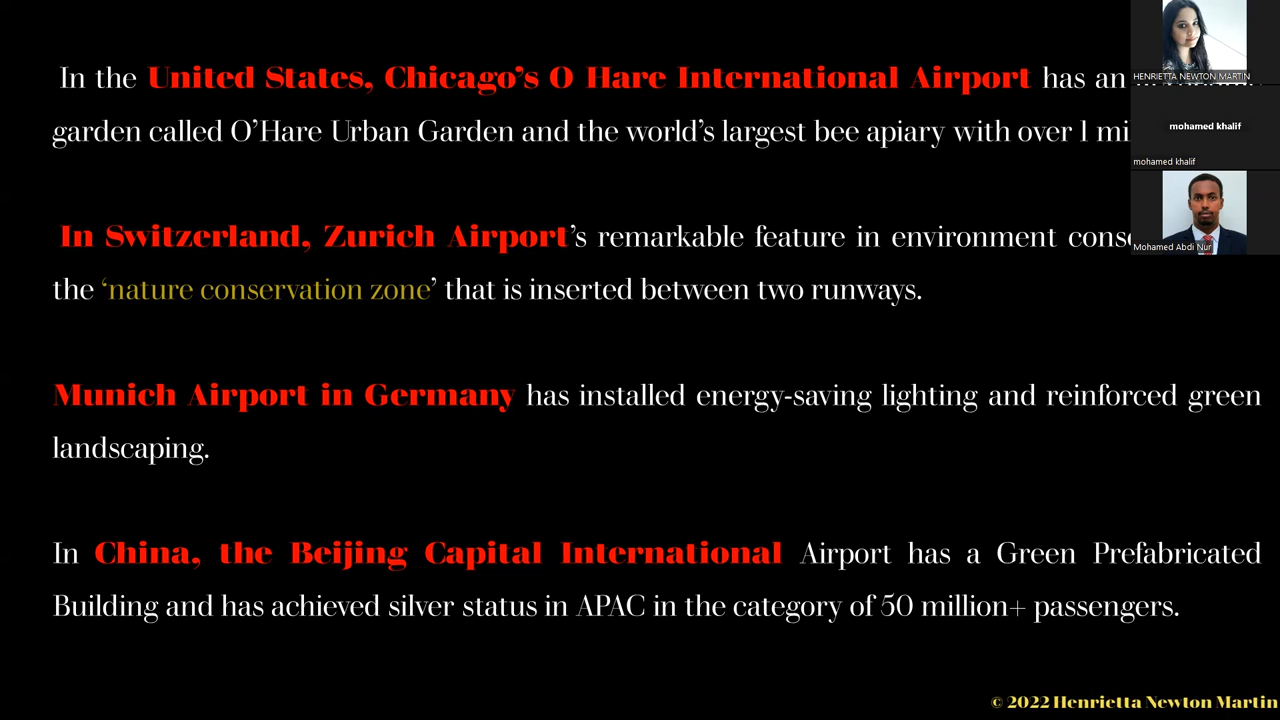 In the United States, Chicago's O Hare International Airport has an
garden called O'Hare Urban Garden and the world's largest bee apiary with over 1
In Switzerland, Zurich Airport's remarkable feature in environment
the 'nature conservation zone' that is inserted between two runways.
Munich Airport in Germany has installed energy-saving lighting and reinforced green
landscaping.
In China, the Beijing Capital International Airport has a Green Prefabricated
Building and has achieved silver status in APAC in the category of 50 million+ passengers.
© 2022 Henrietta Newton Martin
HENRIETTA NEWTON MARTIN
mohamed khalif
mohamed khalif
Mohamed Abdi Nur